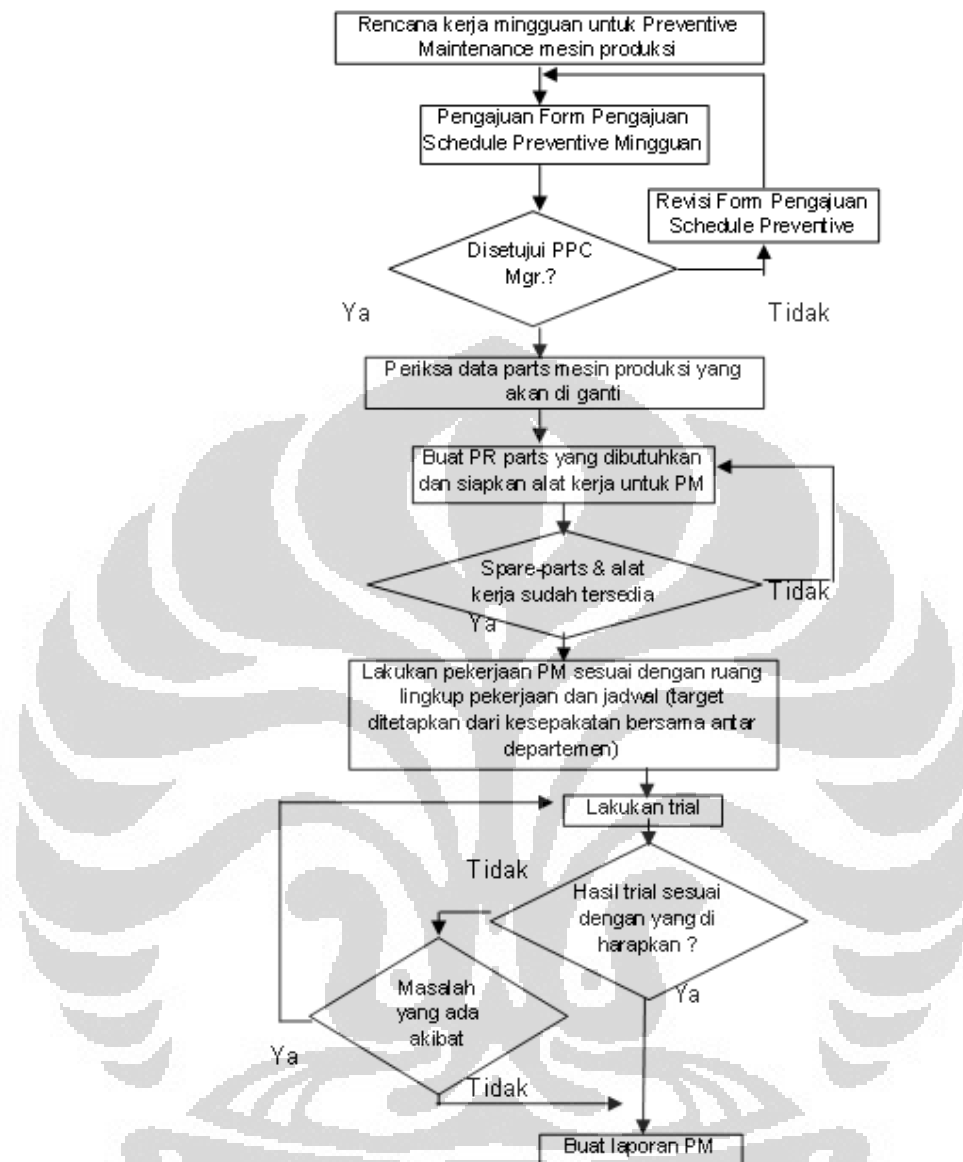 Rencana kerja mingguan untuk Preventive
Maintenance mesin produksi
Pengajuan Form Pengajuan
Schedule Preventive Mingguan
Revisi Form Pengajuan
Schedule Preventive
Disetujui PPC
Mgr.?
Ya
Tidak
Periksa data parts mesin produksi yang
akan di ganti
Buat PR parts yang dibutuhkan
dan siapkan alat kerja untuk PM
Spare-parts & alat
kerja sudah tersedia
Tidak
Ya
Lakukan pekerjaan PM sesuai dengan ruang
lingkup pekerjaan dan jadwal (target
ditetapkan dari kesepakatan bersama antar
departemen)
Lakukan trial
Tidak
Hasil trial sesuai
dengan yang di
harapkan ?
Ya
Masalah
yang ada
akibat
Ya
Tidak
Buat laporan PM